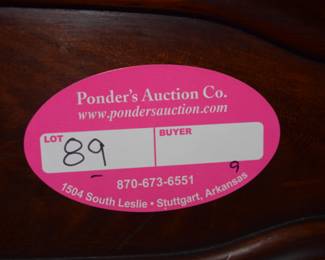 Ponder's Auction Co.
www.pondersauction.com
LOT BUYER
89
9
870-673-6551
1504 South Leslie • Stuttgart, Arkansas